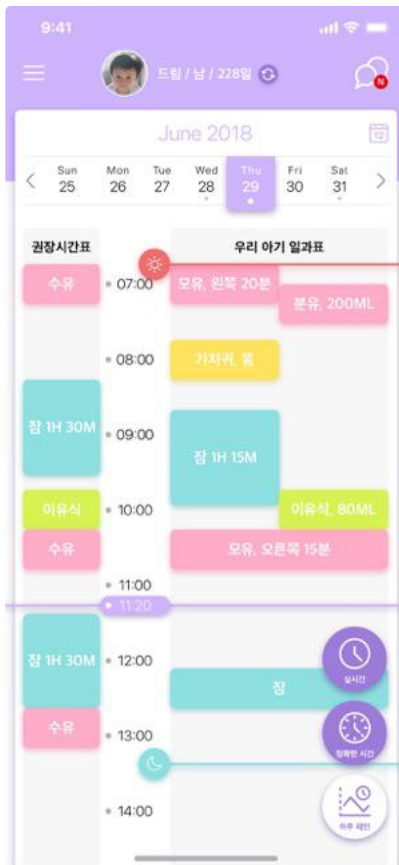 9:41
드림 / 남 / 228일
N
June 2018
12
Sun Mon Tue Wed Thu Fri Sat
25 26 27 28 29 30 31
권장시간표
우리 아기 일과표
수유
07:00
모유, 왼쪽 20분
분유, 200ML
08:00
기저귀, 똥
잠 1H 30M
09:00
잠 1H 15M
이유식
10:00
이유식, 80ML
수유
모유, 오른쪽 15분
11:00
11:20
잠 1H 30M
12:00
실시간
잠
수유
13:00
정확한 시간
14:00
하루 패턴